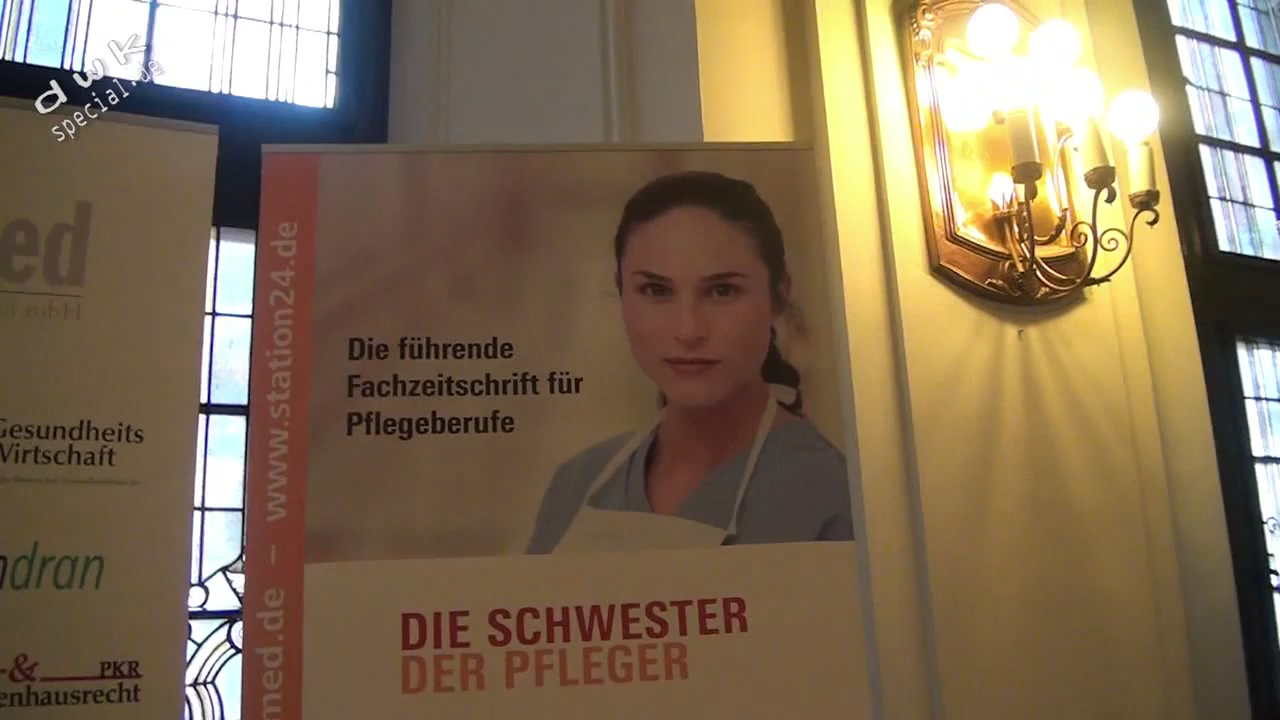 dwk
special.de
ed
Gesundheits
Wirtschaft
ndran
-& PKR
enhausrecht
med.de – www.station24.de
Die führende
Fachzeitschrift für
Pflegeberufe
DIE SCHWESTER
DER PFLEGER